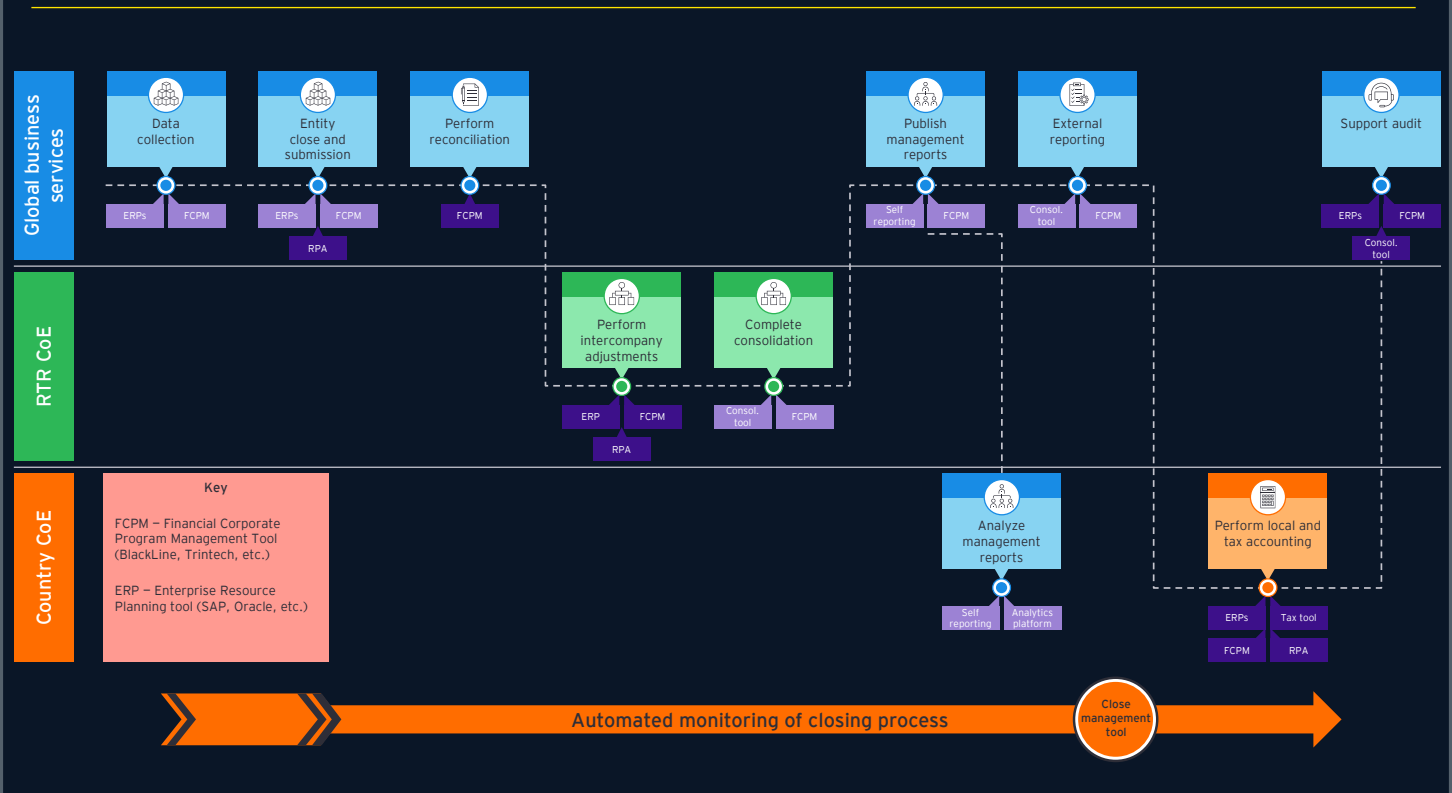 Global business
services
Data
collection
ERPs
FCPM
Entity
close and
submission
ERPs
FCPM
RPA
Perform
reconciliation
FCPM
Publish
management
reports
Self
reporting
FCPM
External
reporting
Consol.
tool
FCPM
Support audit
ERPs
FCPM
Consol.
tool
RTR CoE
Perform
intercompany
adjustments
ERP
FCPM
RPA
Complete
consolidation
Consol.
tool
FCPM
Country CoE
Key
FCPM – Financial Corporate
Program Management Tool
(BlackLine, Trintech, etc.)
ERP – Enterprise Resource
Planning tool (SAP, Oracle, etc.)
Analyze
management
reports
Self
reporting
Analytics
platform
Perform local and
tax accounting
ERPs
Tax tool
FCPM
RPA
Automated monitoring of closing process
Close
management
tool